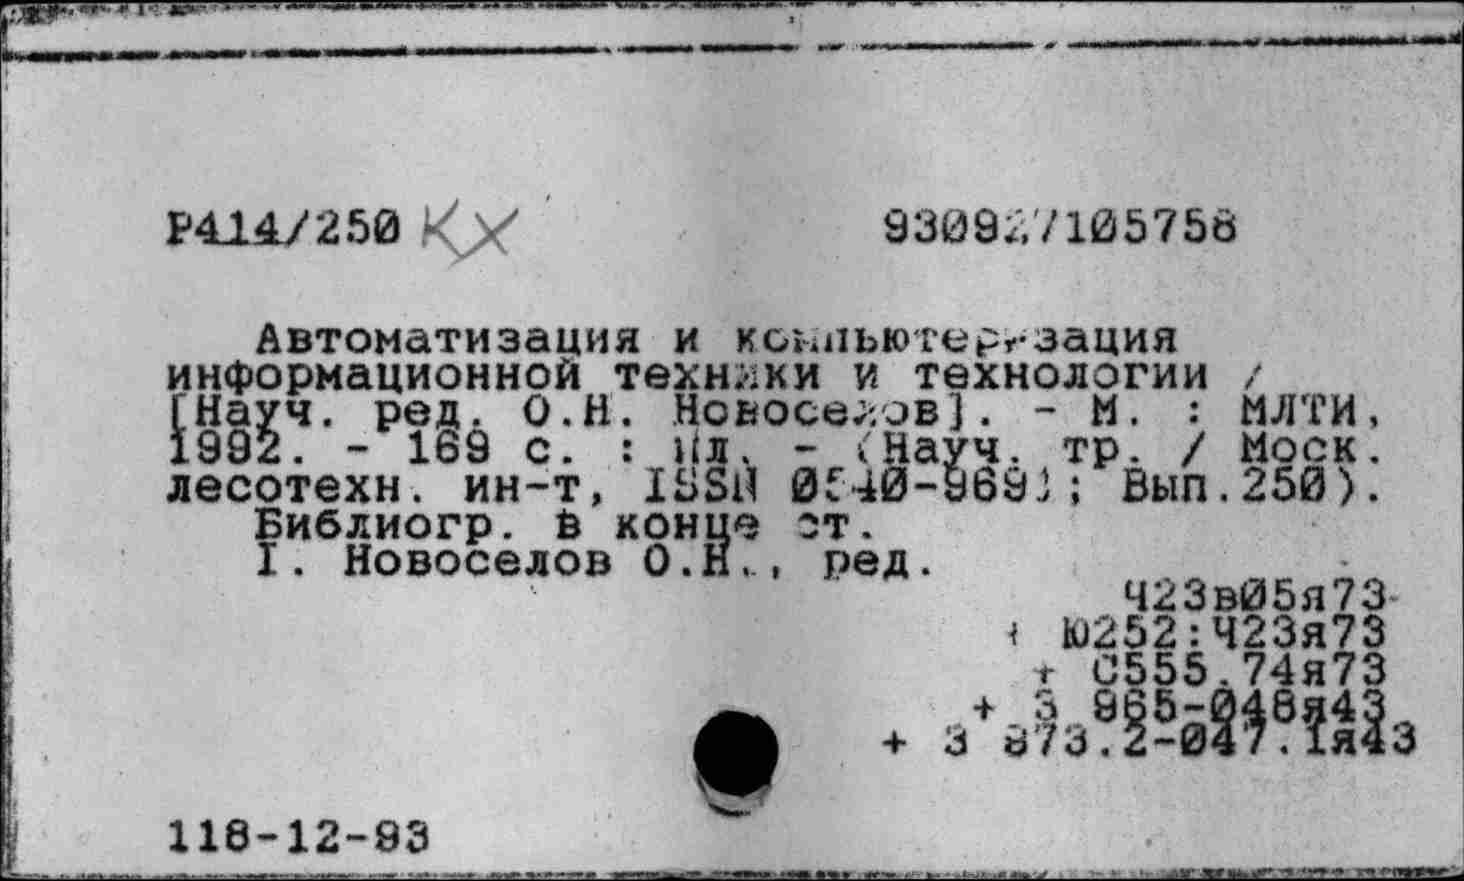 Р414/250 КХ 930927/105758
Автоматизация и компьютеризация
информационной техники и технологии /
[Науч. ред. О.Н. Новоселов]. - М. : МЛТИ,
1992. - 169 с. : ил. - (Науч. тр. / Моск.
лесотехн. ин-т, ISSN 0540-9691; Вып.250).
Библиогр. в конце ст.
I. Новоселов О.Н., ред.
Ч23в05я73
+ Ю252:Ч23я73
+ С555.74я73
+ З 965-048я43
+ З 873.2-047.1я43
118-12-93